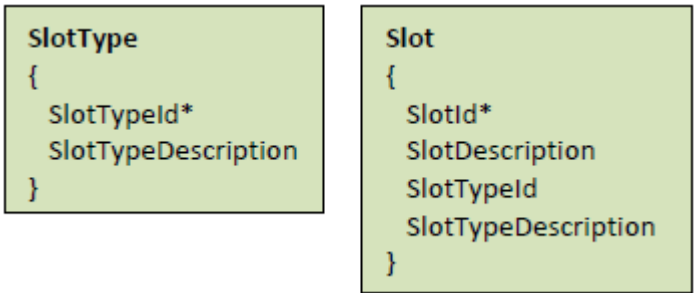 SlotType
{
SlotTypeId*
SlotTypeDescription
}
Slot
{
SlotId*
SlotDescription
SlotTypeId
SlotTypeDescription
}